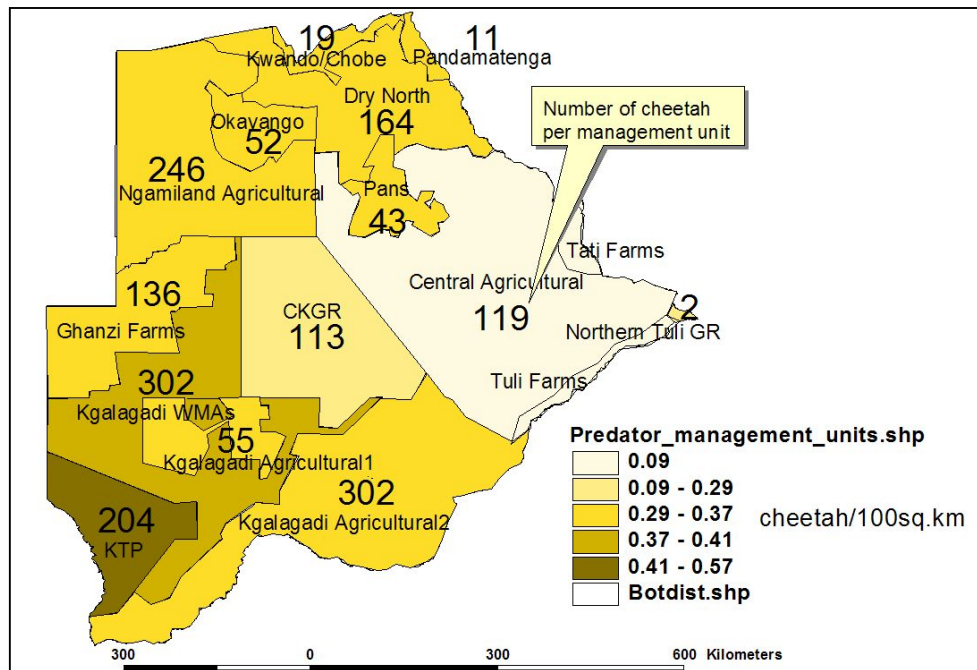 19
Kwando/Chobe
11
Pandamatenga
Dry North
164
Number of cheetah
per management unit
Okavango
52
246
Ngamiland Agricultural
Pans
43
Tati Farms
136
Ghanzi Farms
CKGR
113
Central Agricultural
119
2
Northern Tuli GR
Tuli Farms
302
Kgalagadi WMAs
55
Kgalagadi Agricultural1
302
Kgalagadi Agricultural2
204
KTP
Predator_management_units.shp
0.09
0.09 - 0.29
0.29 - 0.37
0.37 - 0.41
0.41 - 0.57
Botdist.shp
cheetah/100sq.km
300 0 300 600 Kilometers